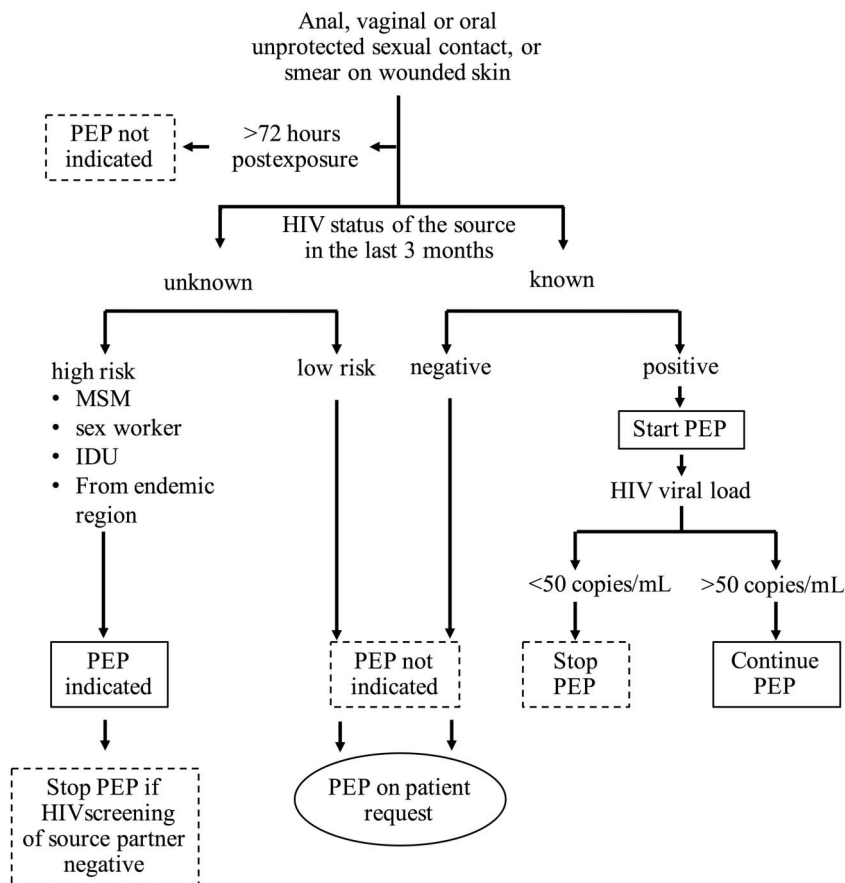 Anal, vaginal or oral
unprotected sexual contact, or
smear on wounded skin
PEP not
indicated
>72 hours
postexposure
HIV status of the source
in the last 3 months
unknown
known
high risk
• MSM
• sex worker
• IDU
• From endemic
region
low risk
negative
positive
Start PEP
HIV viral load
<50 copies/mL
>50 copies/mL
PEP
indicated
PEP not
indicated
Stop
PEP
Continue
PEP
Stop PEP if
HIVscreening
of source partner
negative
PEP on patient
request